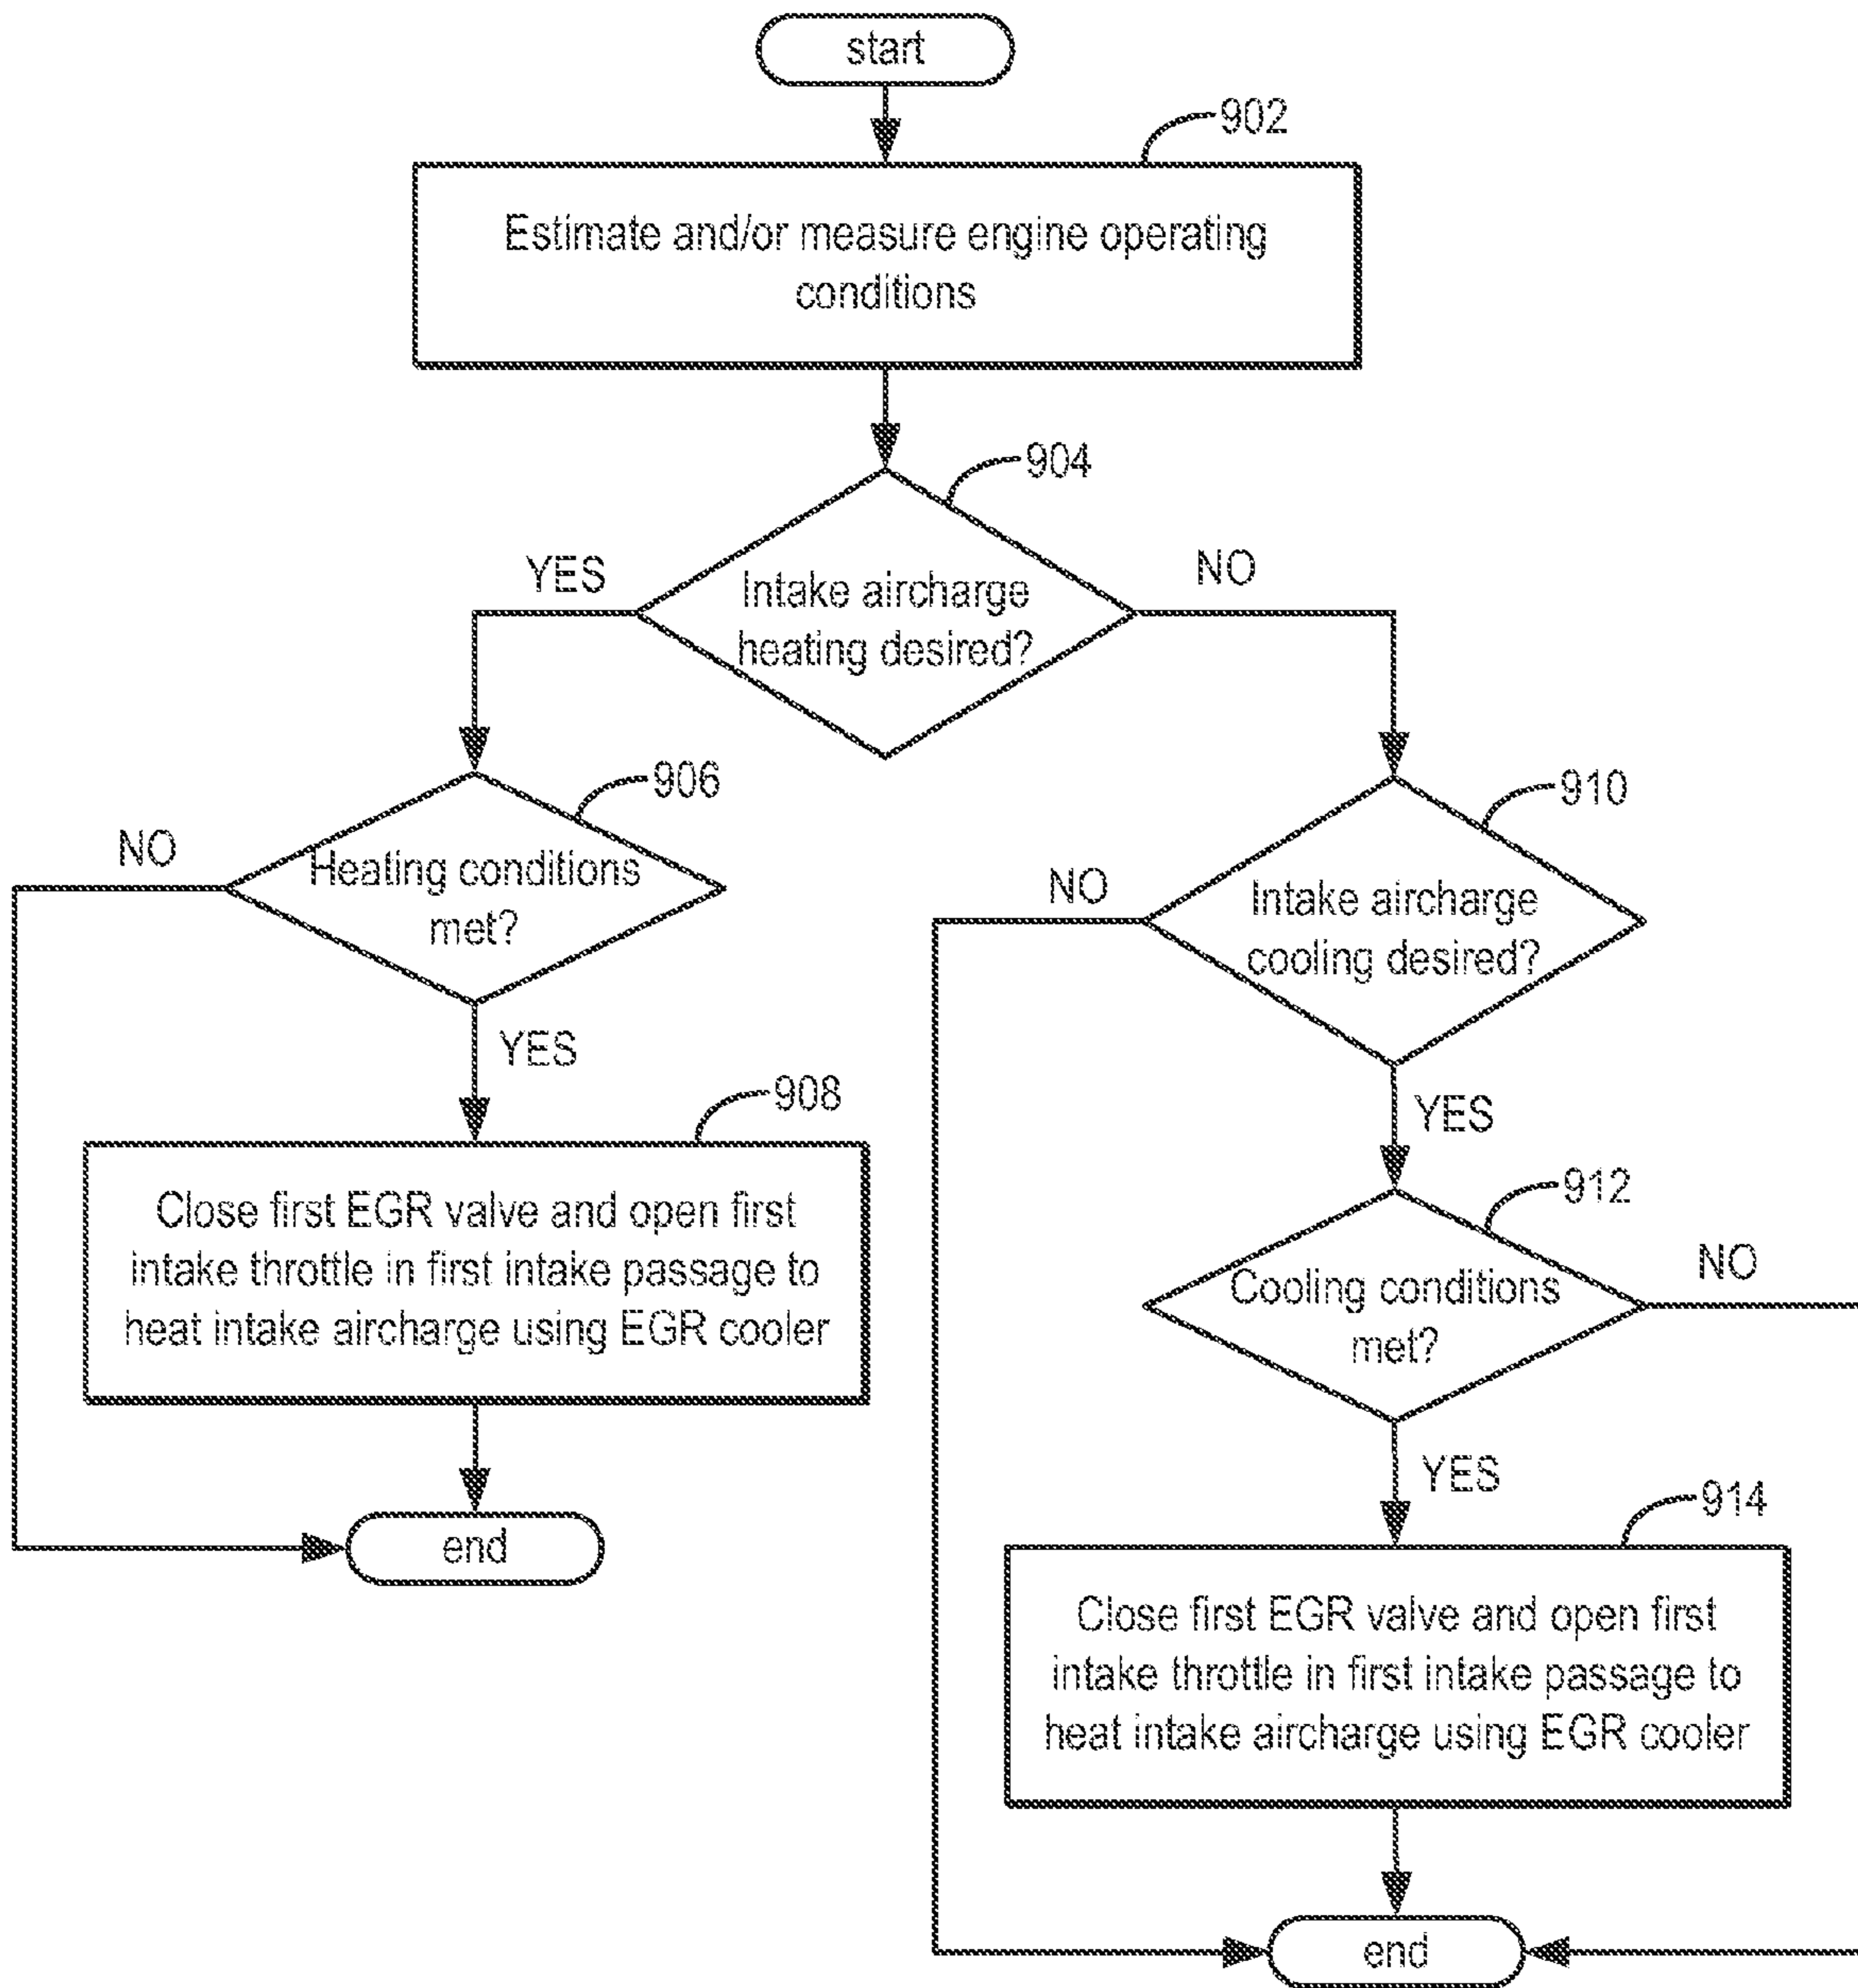 start
902
Estimate and/or measure engine operating
conditions
904
YES
NO
Intake aircharge
heating desired?
906
910
NO
Heating conditions
met?
NO
Intake aircharge
cooling desired?
YES
908
YES
Close first EGR valve and open first
intake throttle in first intake passage to
heat intake aircharge using EGR cooler
912
NO
Cooling conditions
met?
YES
end
914
Close first EGR valve and open first
intake throttle in first intake passage to
heat intake aircharge using EGR cooler
end